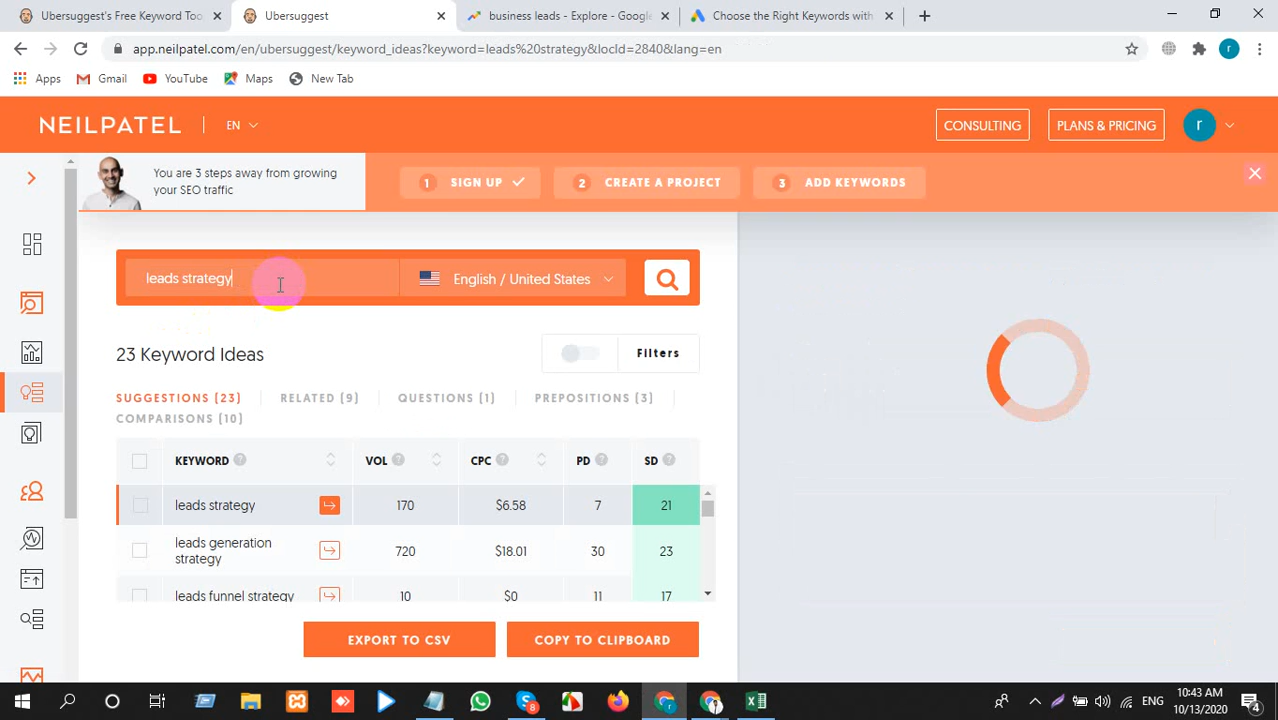 Ubersuggest's Free Keyword Too
Ubersuggest
business leads - Explore - Google
Choose the Right Keywords with
app.neilpatel.com/en/ubersuggest/keyword_ideas?keyword=leads%20strategy&locId=2840&lang=en
r
Apps
Gmail
YouTube
Maps
New Tab
NEILPATEL
EN
CONSULTING
PLANS & PRICING
r
You are 3 steps away from growing
your SEO traffic
1 SIGN UP
2 CREATE A PROJECT
3 ADD KEYWORDS
leads strategy
English / United States
23 Keyword Ideas
Filters
SUGGESTIONS (23)
RELATED (9)
QUESTIONS (1)
PREPOSITIONS (3)
COMPARISONS (10)
KEYWORD ? VOL ? CPC ? PD ? SD ?
leads strategy 170 $6.58 7 21
leads generation
strategy 720 $18.01 30 23
leads funnel strategy 10 $0 11 17
EXPORT TO CSV
COPY TO CLIPBOARD
8
ENG
10:43 AM
10/13/2020
4